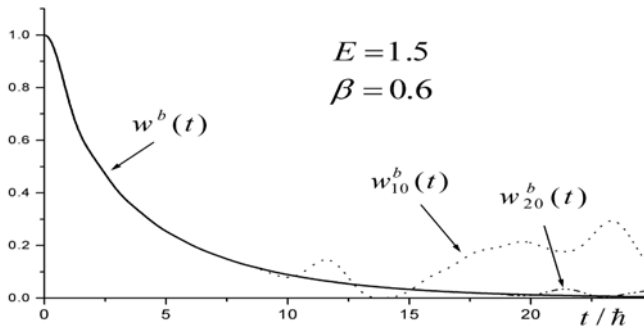 1.0
E = 1.5
0.8
β = 0.6
w^b(t)
0.6
0.4
w^b_10(t)
w^b_20(t)
0.2
0.0
0 5 10 15 20 t/ℏ